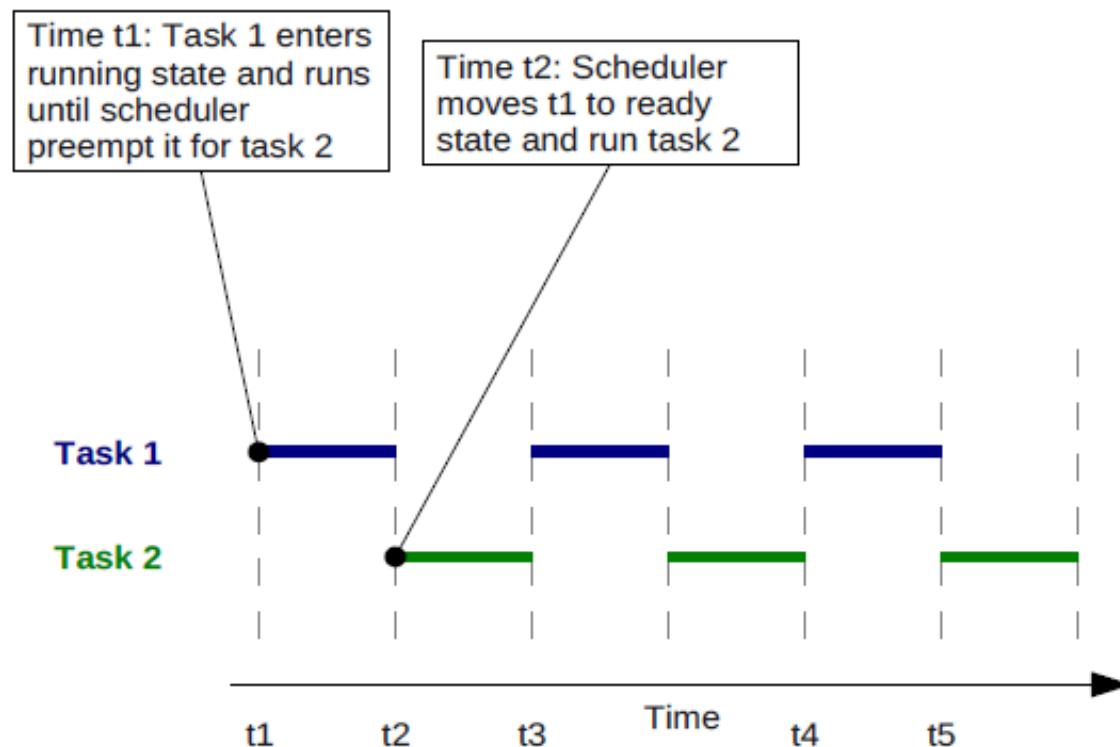 Time t1: Task 1 enters
running state and runs
until scheduler
preempt it for task 2
Time t2: Scheduler
moves t1 to ready
state and run task 2
Task 1
Task 2
Time
t1 t2 t3 t4 t5